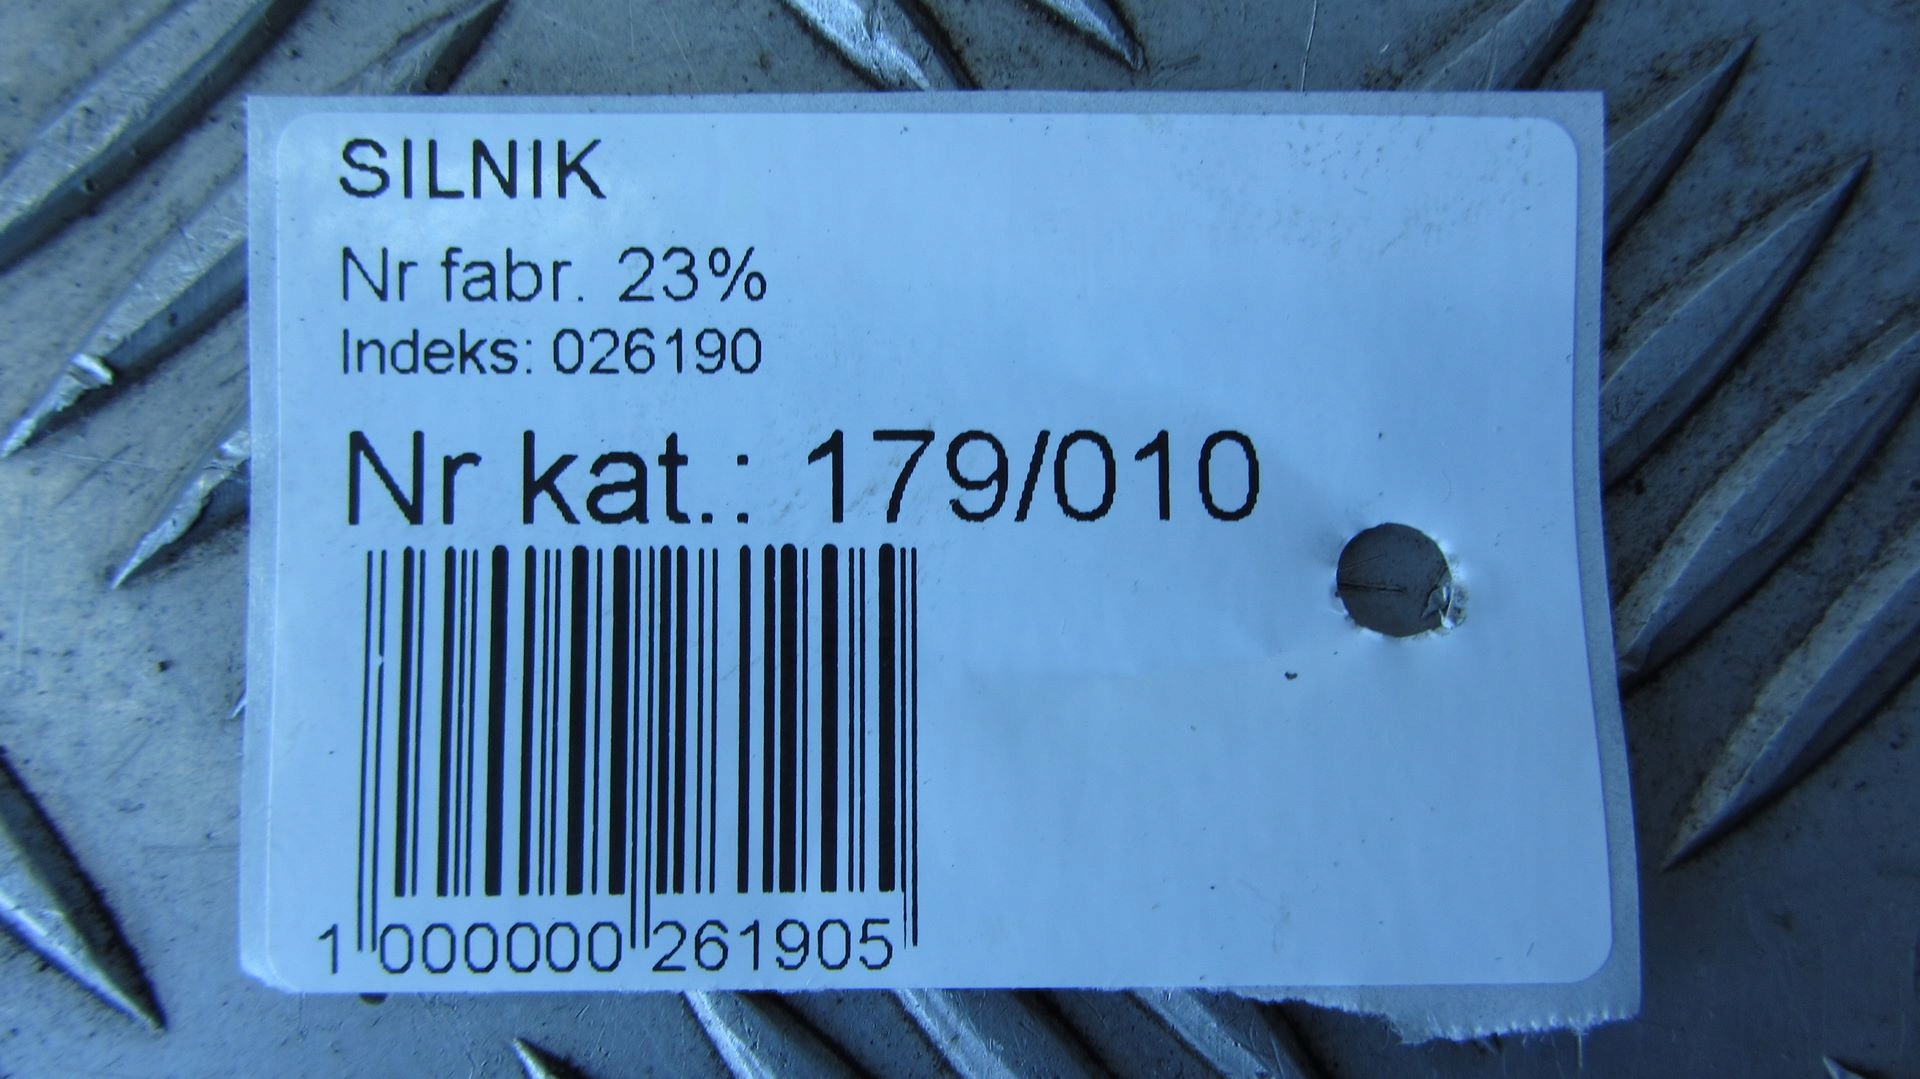 SILNIK
Nr fabr. 23%
Indeks: 026190
Nr kat.: 179/010
1 000000 261905